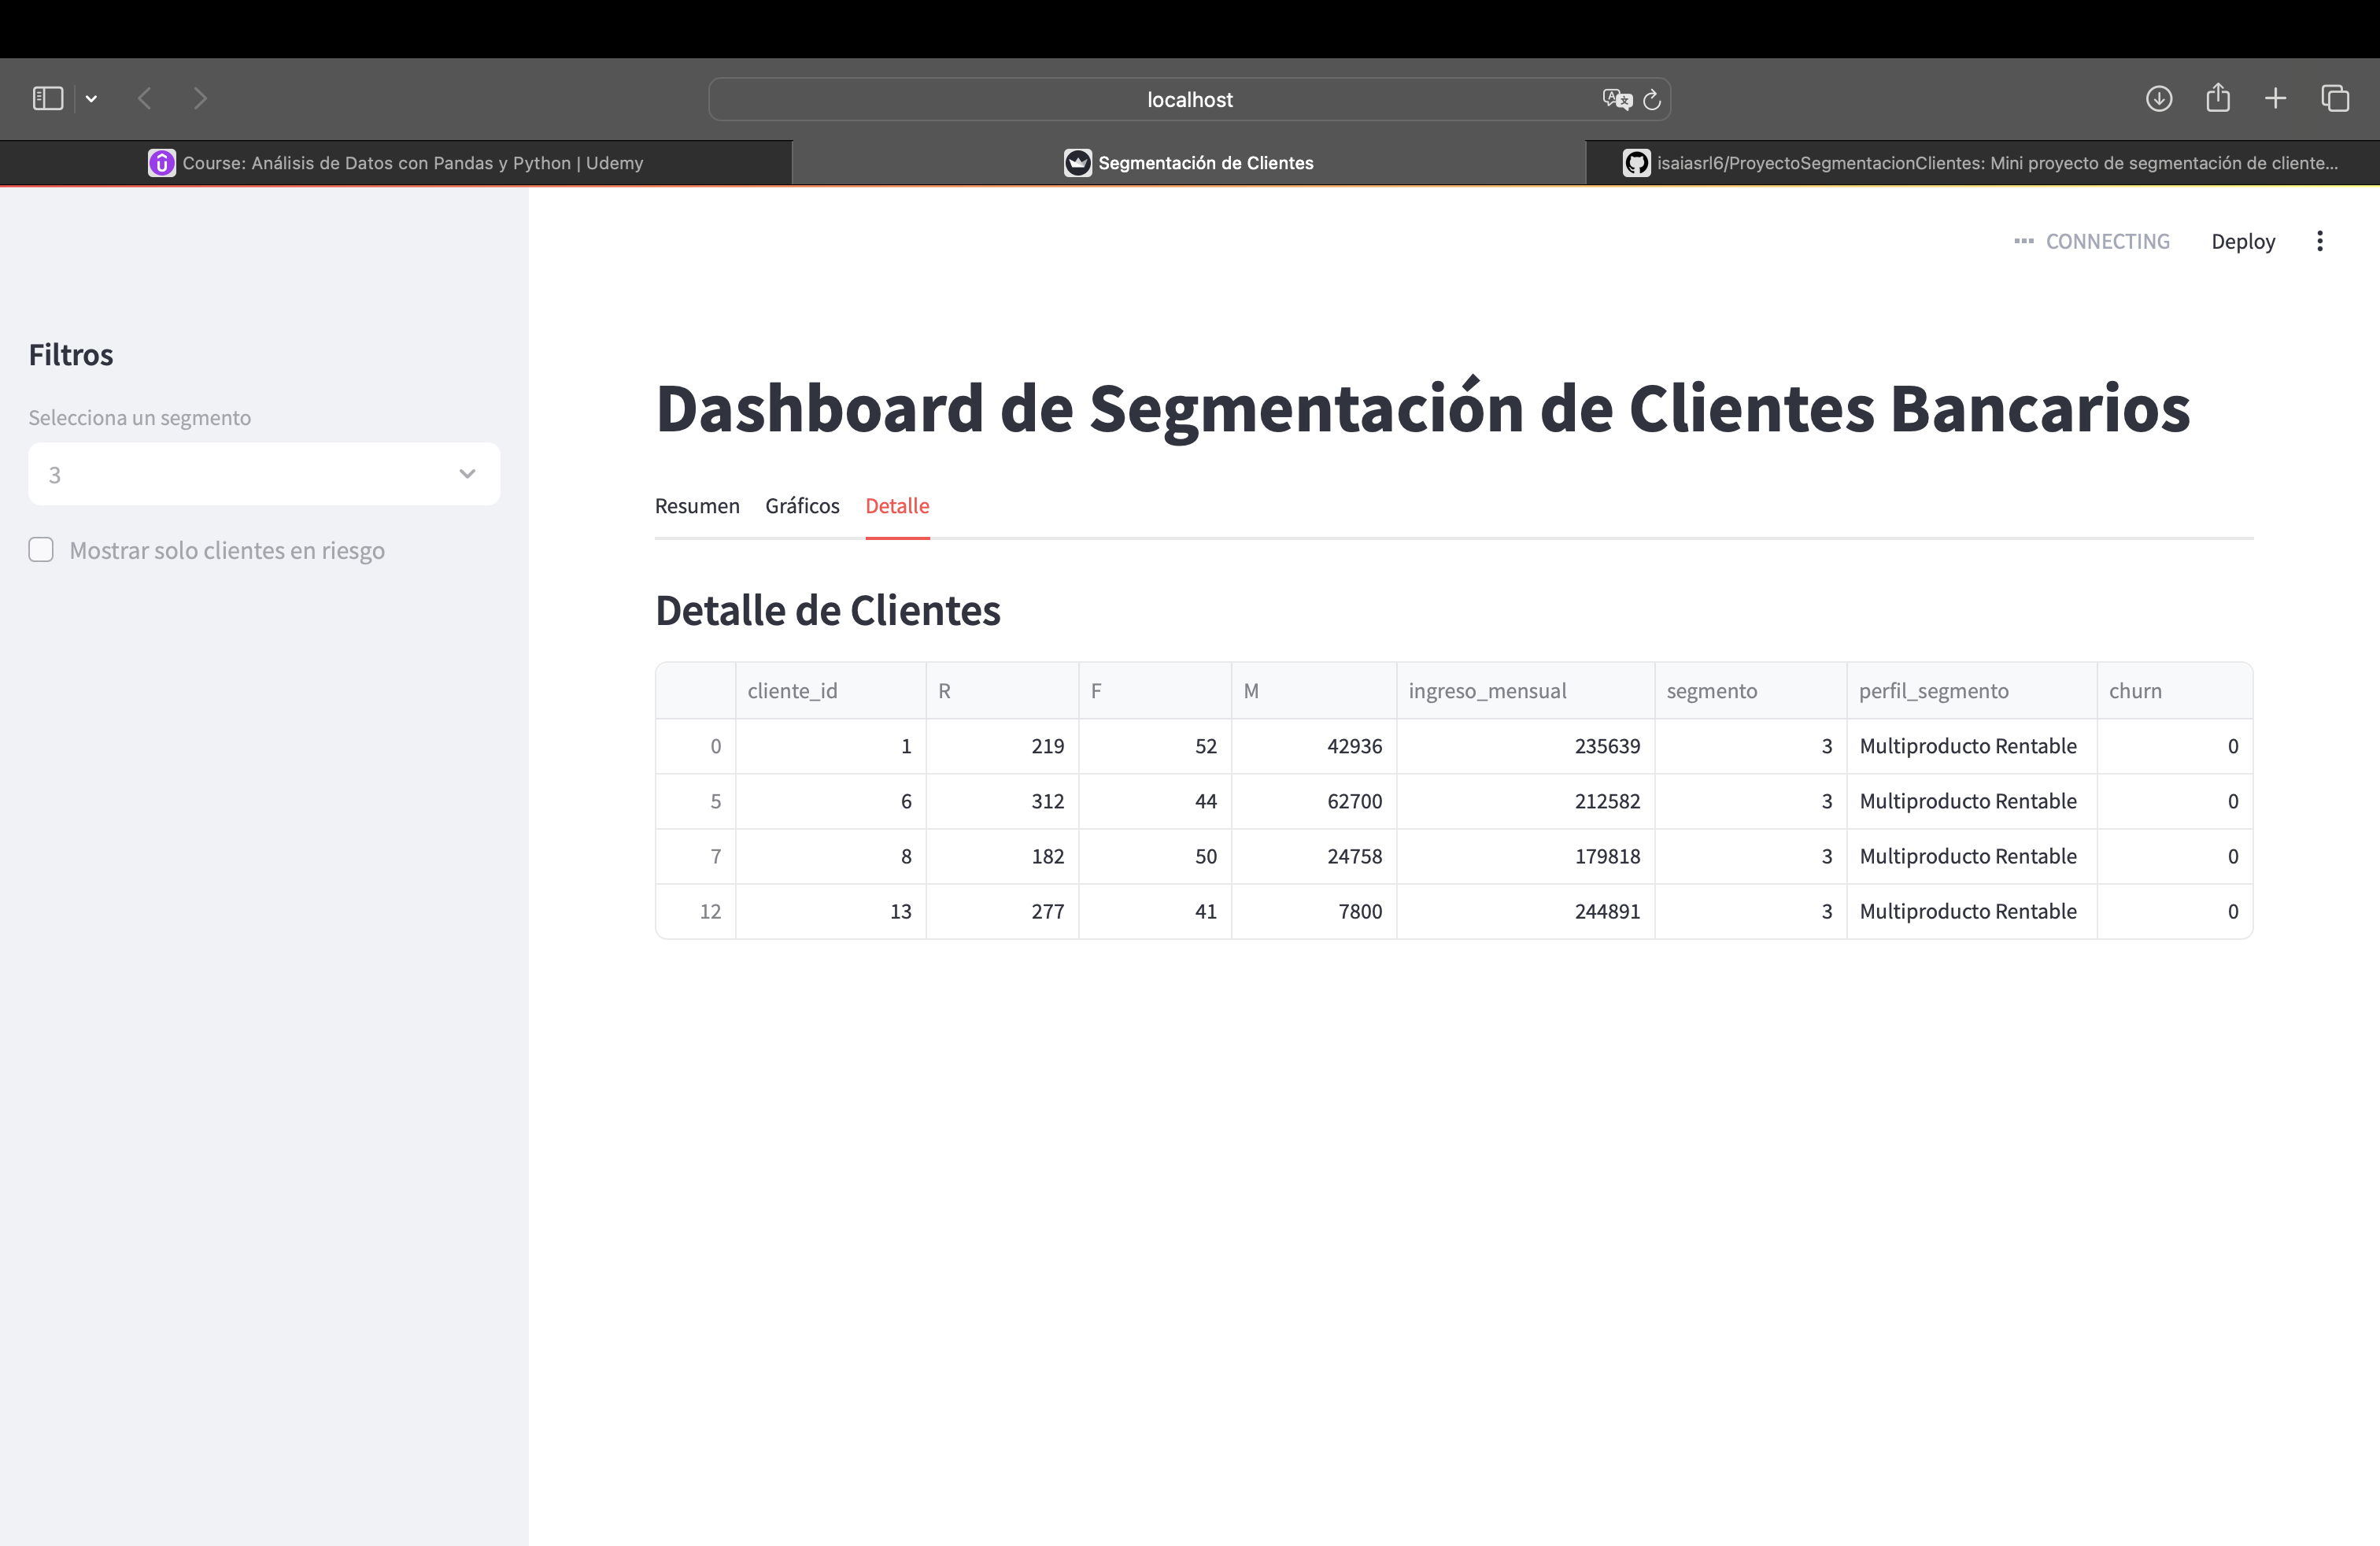 localhost
Course: Análisis de Datos con Pandas y Python | Udemy
Segmentación de Clientes
isaiasrl6/ProyectoSegmentacionClientes: Mini proyecto de segmentación de cliente...
CONNECTING
Deploy
Filtros
Selecciona un segmento
3
Mostrar solo clientes en riesgo
Dashboard de Segmentación de Clientes Bancarios
Resumen Gráficos Detalle
Detalle de Clientes
cliente_id R F M ingreso_mensual segmento perfil_segmento churn
0 1 219 52 42936 235639 3 Multiproducto Rentable 0
5 6 312 44 62700 212582 3 Multiproducto Rentable 0
7 8 182 50 24758 179818 3 Multiproducto Rentable 0
12 13 277 41 7800 244891 3 Multiproducto Rentable 0